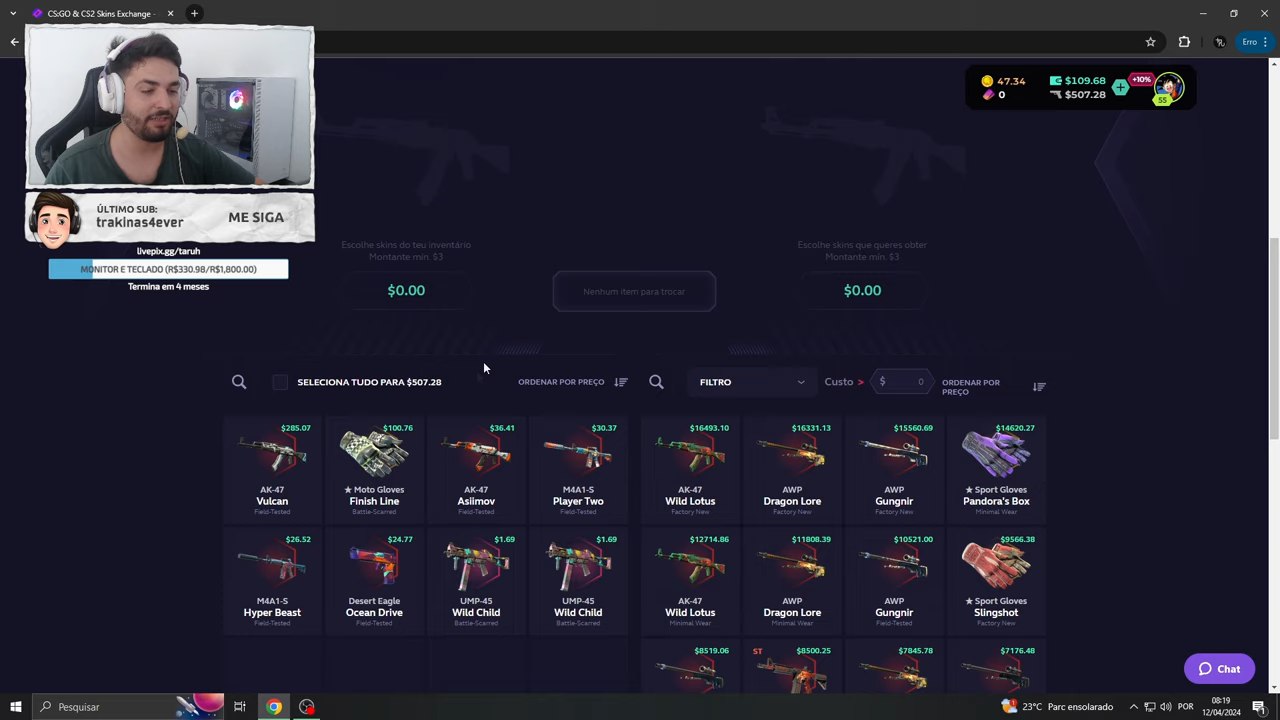 CS:GO & CS2 Skins Exchange -
Erro
47.34
0
$109.68
$507.28
+10%
55
ÚLTIMO SUB:
trakinas4ever
ME SIGA
livepix.gg/taruh
MONITOR E TECLADO (R$330.98/R$1,800.00)
Termina em 4 meses
Escolhe skins do teu inventário
Montante min. $3
$0.00
Nenhum item para trocar
Escolhe skins que queres obter
Montante mín. $3
$0.00
SELECIONA TUDO PARA $507.28
ORDENAR POR PREÇO
FILTRO
Custo >
$ 0
ORDENAR POR
PREÇO
$285.07
AK-47
Vulcan
Field-Tested
$100.76
★ Moto Gloves
Finish Line
Battle-Scarred
$36.41
AK-47
Asiimov
Field-Tested
$30.37
M4A1-S
Player Two
Field-Tested
$16493.10
AK-47
Wild Lotus
Factory New
$16331.13
AWP
Dragon Lore
Factory New
$15560.69
AWP
Gungnir
Factory New
$14620.27
★ Sport Gloves
Pandora's Box
Minimal Wear
$26.52
M4A1-S
Hyper Beast
Field-Tested
$24.77
Desert Eagle
Ocean Drive
Field-Tested
$1.69
UMP-45
Wild Child
Battle-Scarred
$1.69
UMP-45
Wild Child
Battle-Scarred
$12714.86
AK-47
Wild Lotus
Minimal Wear
$11808.39
AWP
Dragon Lore
Minimal Wear
$10521.00
AWP
Gungnir
Field-Tested
$9566.38
★ Sport Gloves
Slingshot
Factory New
$8519.06
ST
$8500.25
$7845.78
$7176.48
Chat
Pesquisar
23°C Parc ensolarado
POR
08:19
12/04/2024